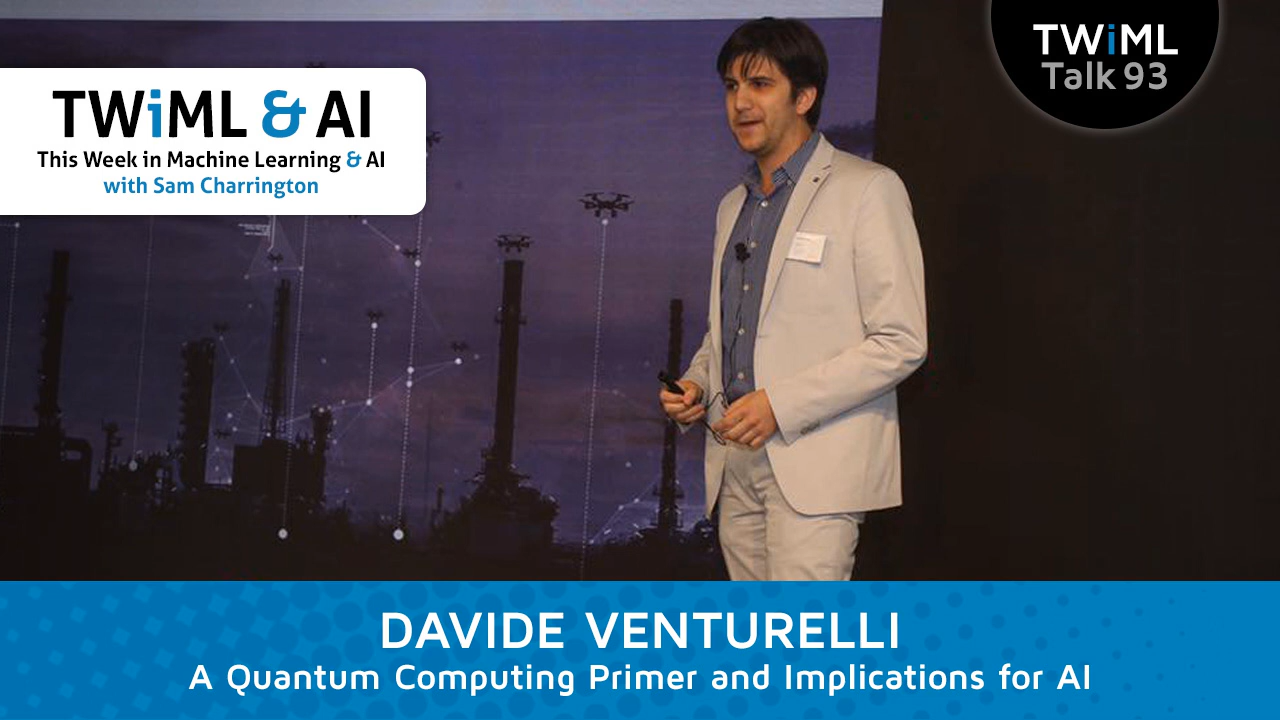 TWiML & AI
This Week in Machine Learning & AI
with Sam Charrington
TWiML
Talk 93
DAVIDE VENTURELLI
A Quantum Computing Primer and Implications for AI